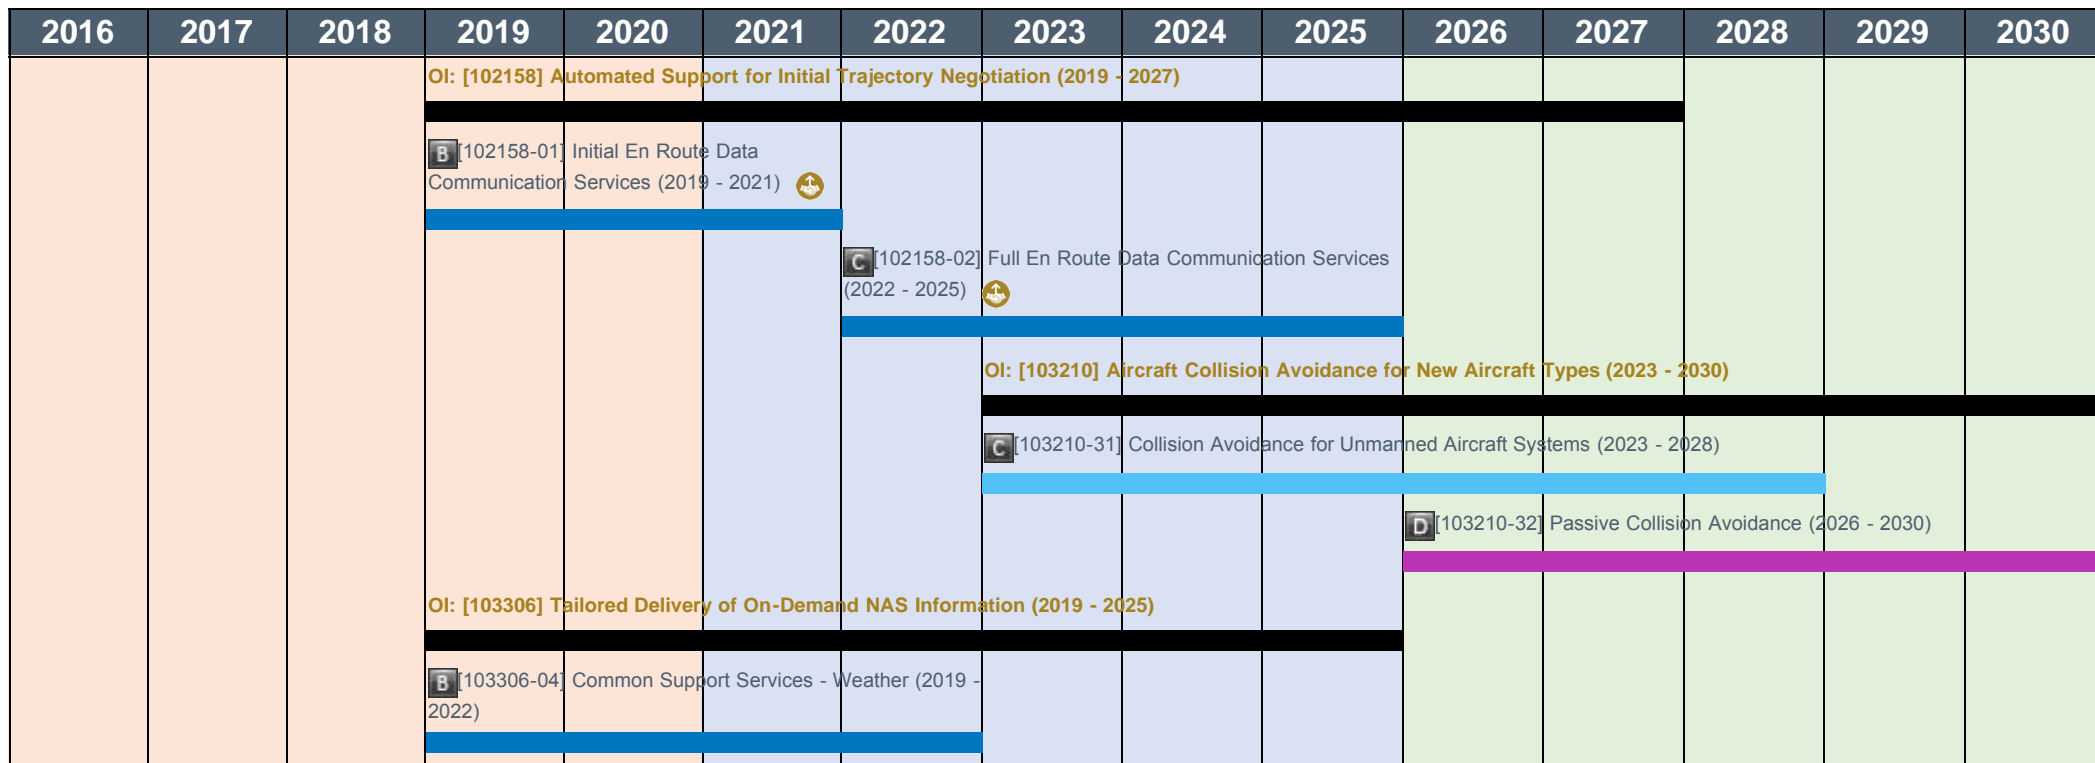 2016 2017 2018 2019 2020 2021 2022 2023 2024 2025 2026 2027 2028 2029 2030
OI: [102158] Automated Support for Initial Trajectory Negotiation (2019 - 2027)
B [102158-01] Initial En Route Data
Communication Services (2019 - 2021)
C [102158-02] Full En Route Data Communication Services
(2022 - 2025)
OI: [103210] Aircraft Collision Avoidance for New Aircraft Types (2023 - 2030)
C [103210-31] Collision Avoidance for Unmanned Aircraft Systems (2023 - 2028)
D [103210-32] Passive Collision Avoidance (2026 - 2030)
OI: [103306] Tailored Delivery of On-Demand NAS Information (2019 - 2025)
B [103306-04] Common Support Services - Weather (2019 -
2022)